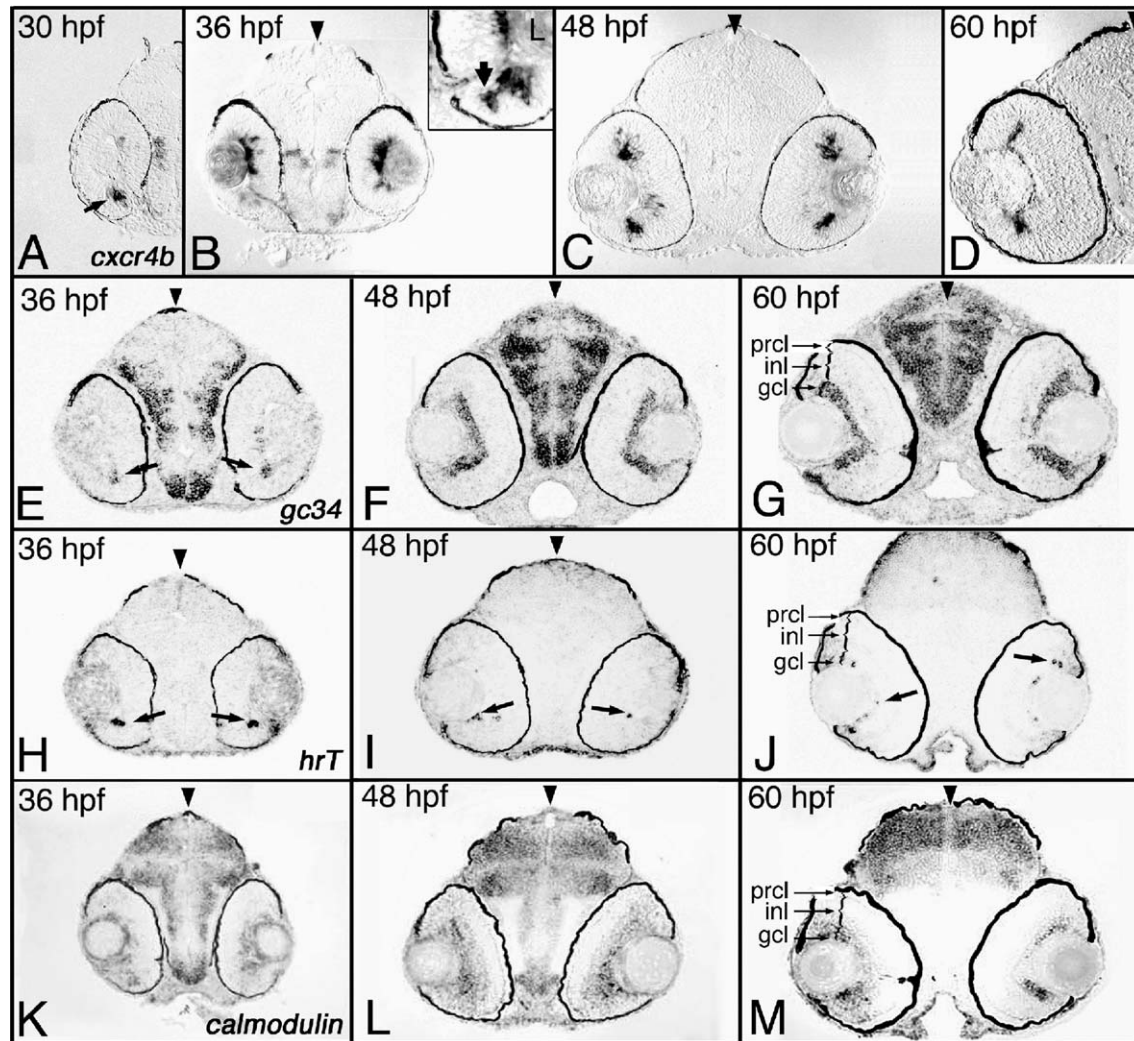 30 hpf
36 hpf
L
48 hpf
60 hpf
A
cxcr4b
B
C
D
36 hpf
48 hpf
60 hpf
prcl
inl
gcl
E
gc34
F
G
36 hpf
48 hpf
60 hpf
prcl
inl
gcl
H
hrT
I
J
36 hpf
48 hpf
60 hpf
prcl
inl
gcl
K
calmodulin
L
M